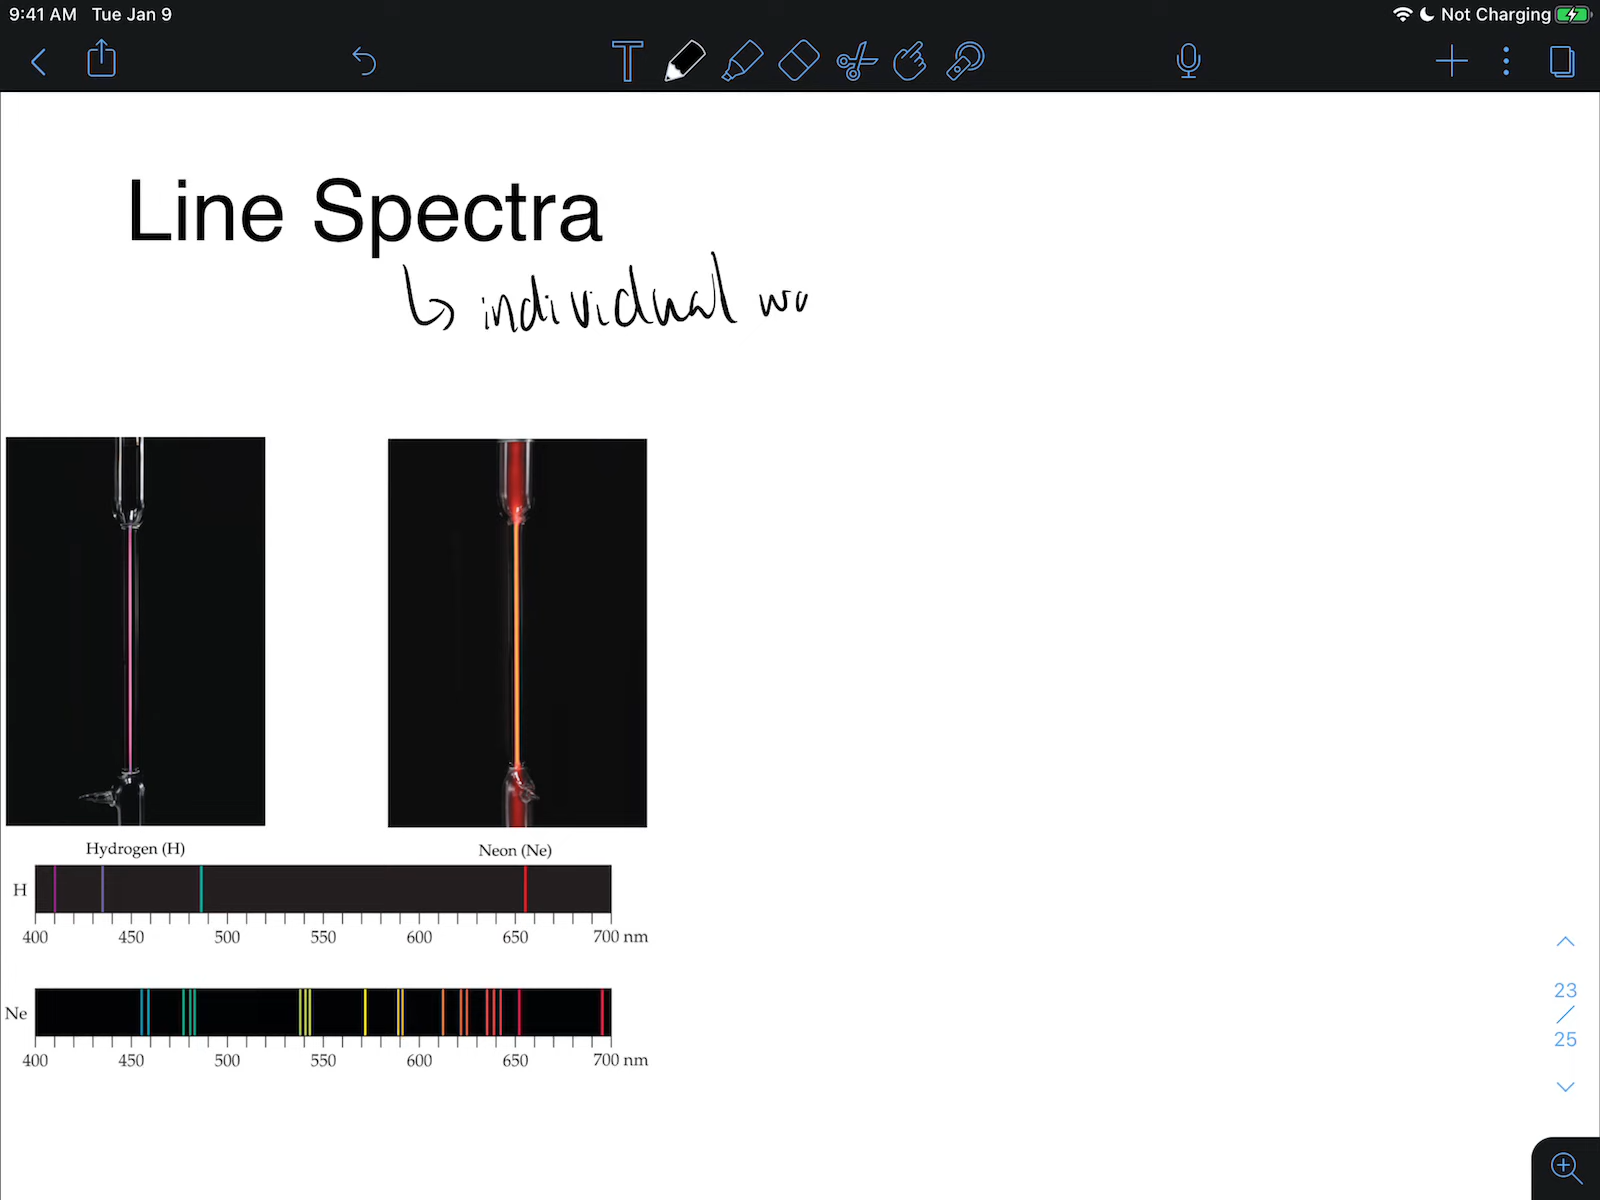 9:41 AM Tue Jan 9
Not Charging
Line Spectra
↳ individual wa
Hydrogen (H)
Neon (Ne)
H
400 450 500 550 600 650 700 nm
Ne
400 450 500 550 600 650 700 nm
23
/
25